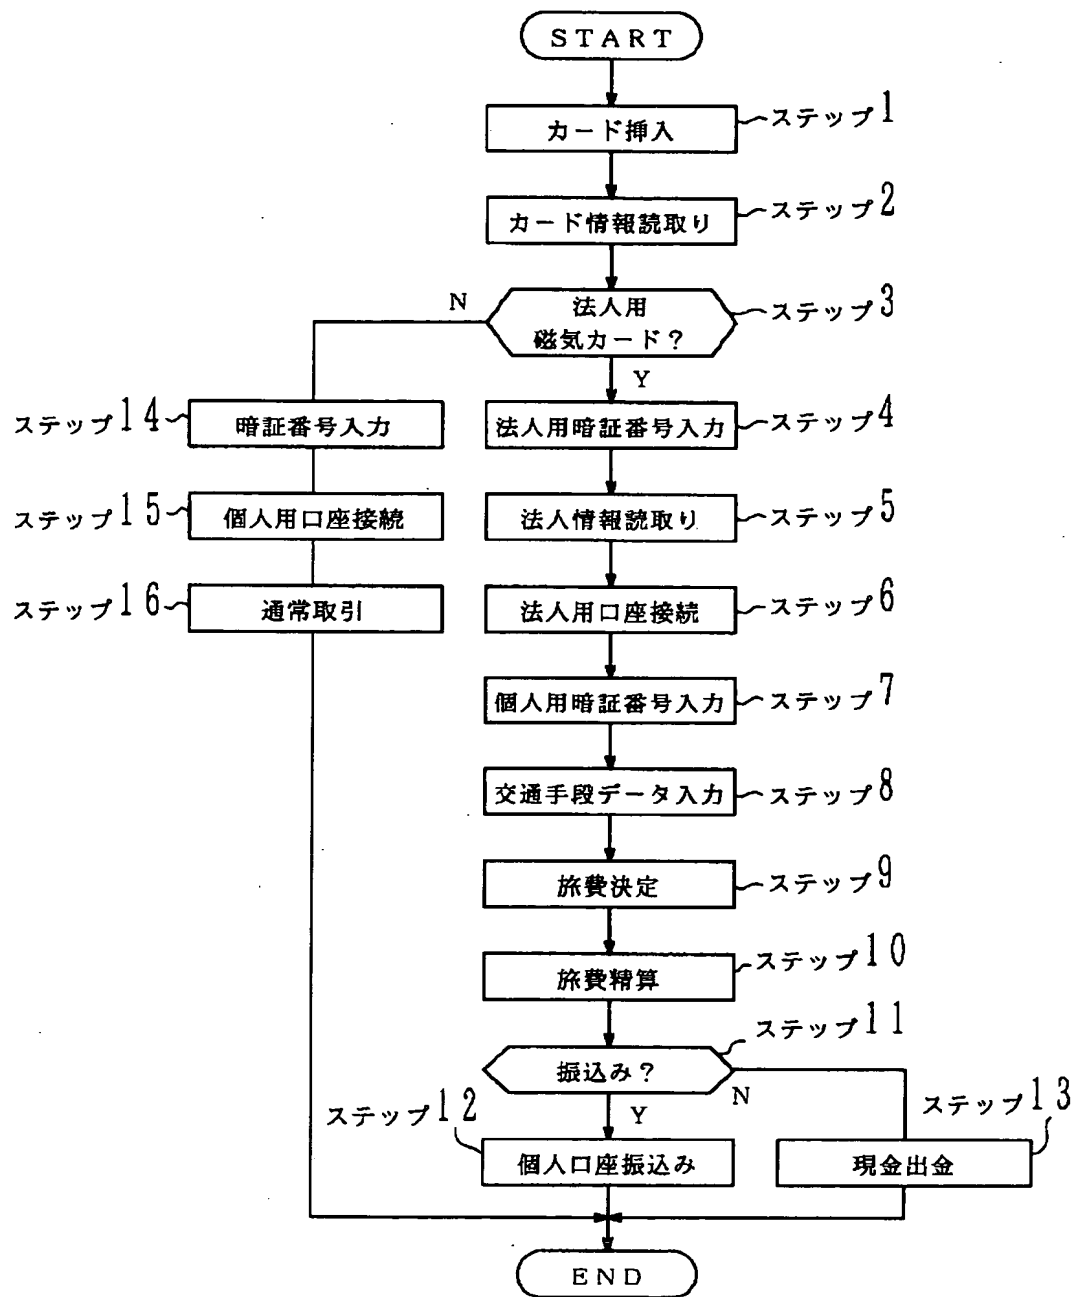 START
カード挿入
ステップ1
カード情報読取り
ステップ2
法人用
磁気カード?
ステップ3
N
Y
ステップ14
暗証番号入力
法人用暗証番号入力
ステップ4
ステップ15
個人用口座接続
法人情報読取り
ステップ5
ステップ16
通常取引
法人用口座接続
ステップ6
個人用暗証番号入力
ステップ7
交通手段データ入力
ステップ8
旅費決定
ステップ9
旅費精算
ステップ10
振込み?
ステップ11
N
Y
ステップ12
個人口座振込み
ステップ13
現金出金
END